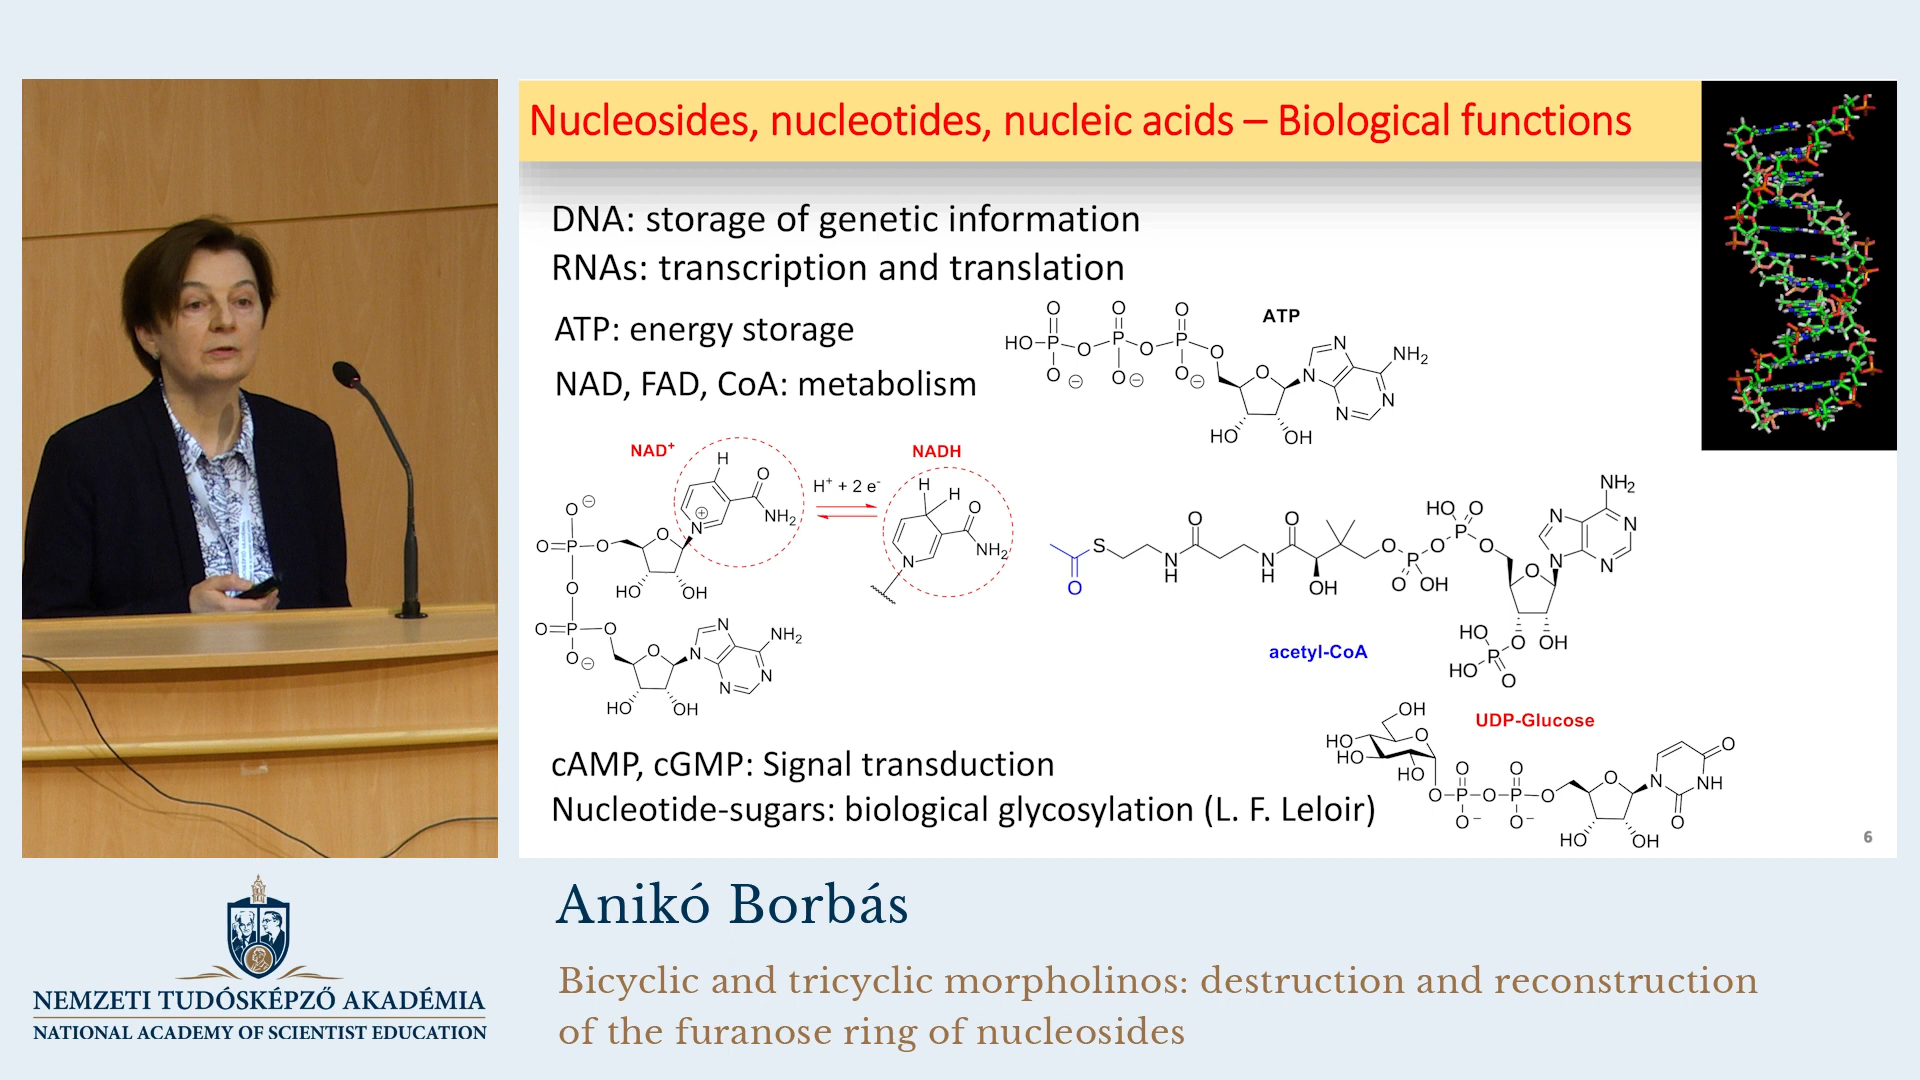 Nucleosides, nucleotides, nucleic acids – Biological functions
DNA: storage of genetic information
RNAs: transcription and translation
ATP: energy storage
NAD, FAD, CoA: metabolism
ATP
HO P O P O P O
O O O
O⊖ O⊖ O⊖
O N N NH2
N N
HO OH
NAD+
H O
NH2
N⊕
H+ + 2 e-
NADH
H H O
NH2
N
O⊖
O P O O
HO OH
O
O P O O
O⊖
N N NH2
N N
HO OH
O S N H O N H O OH O
HO O
P O P O
O OH
NH2
N N
N N
O
HO O OH
HO P O
acetyl-CoA
UDP-Glucose
OH
HO O
HO
HO
O O
O P O P O O N NH O
O- O- O
HO OH
cAMP, cGMP: Signal transduction
Nucleotide-sugars: biological glycosylation (L. F. Leloir)
6
NEMZETI TUDÓSKÉPZŐ AKADÉMIA
NATIONAL ACADEMY OF SCIENTIST EDUCATION
Anikó Borbás
Bicyclic and tricyclic morpholinos: destruction and reconstruction
of the furanose ring of nucleosides